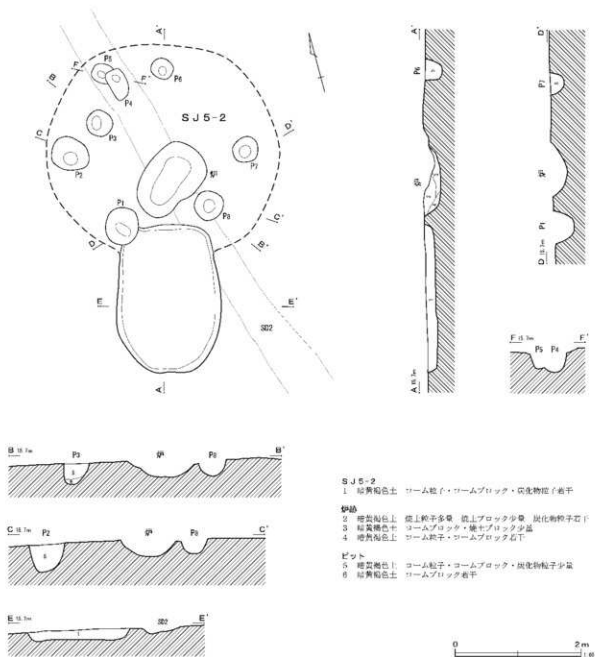 A'
P5
F
B
P6
F'
P4
SJ5-2
C
P3
D'
P2
炉
P7
P1
P8
C'
D
B'
E
E'
SD2
A
A'
P6
炉
A
D'
P7
炉
P1
D
F
P5 P4
F'
B
P3
炉
P8
B'
C
P2
炉
P8
C'
E
SD2
E'
SJ5-2
1 暗黄褐色土 ローム粒子・ロームブロック・炭化物粒子若干
炉跡
2 暗黄褐色土 焼土粒子多量 焼土ブロック少量 炭化物粒子若干
3 暗黄褐色土 ロームブロック・焼土ブロック少量
4 暗黄褐色土 ローム粒子・ロームブロック若干
ピット
5 暗黄褐色土 ローム粒子・ロームブロック・炭化物粒子少量
6 暗黄褐色土 ロームブロック若干
0 2m